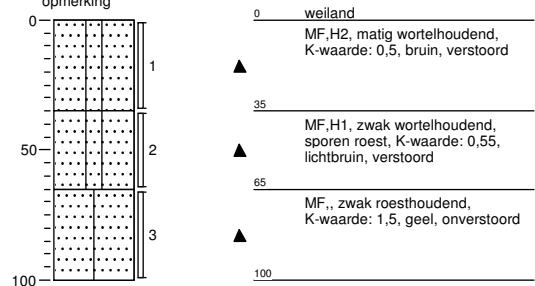 opmerking
0
0 weiland
MF,H2, matig wortelhoudend,
K-waarde: 0,5, bruin, verstoord
1
35
MF,H1, zwak wortelhoudend,
sporen roest, K-waarde: 0,55,
lichtbruin, verstoord
50
2
65
MF,, zwak roesthoudend,
K-waarde: 1,5, geel, onverstoord
3
100
100